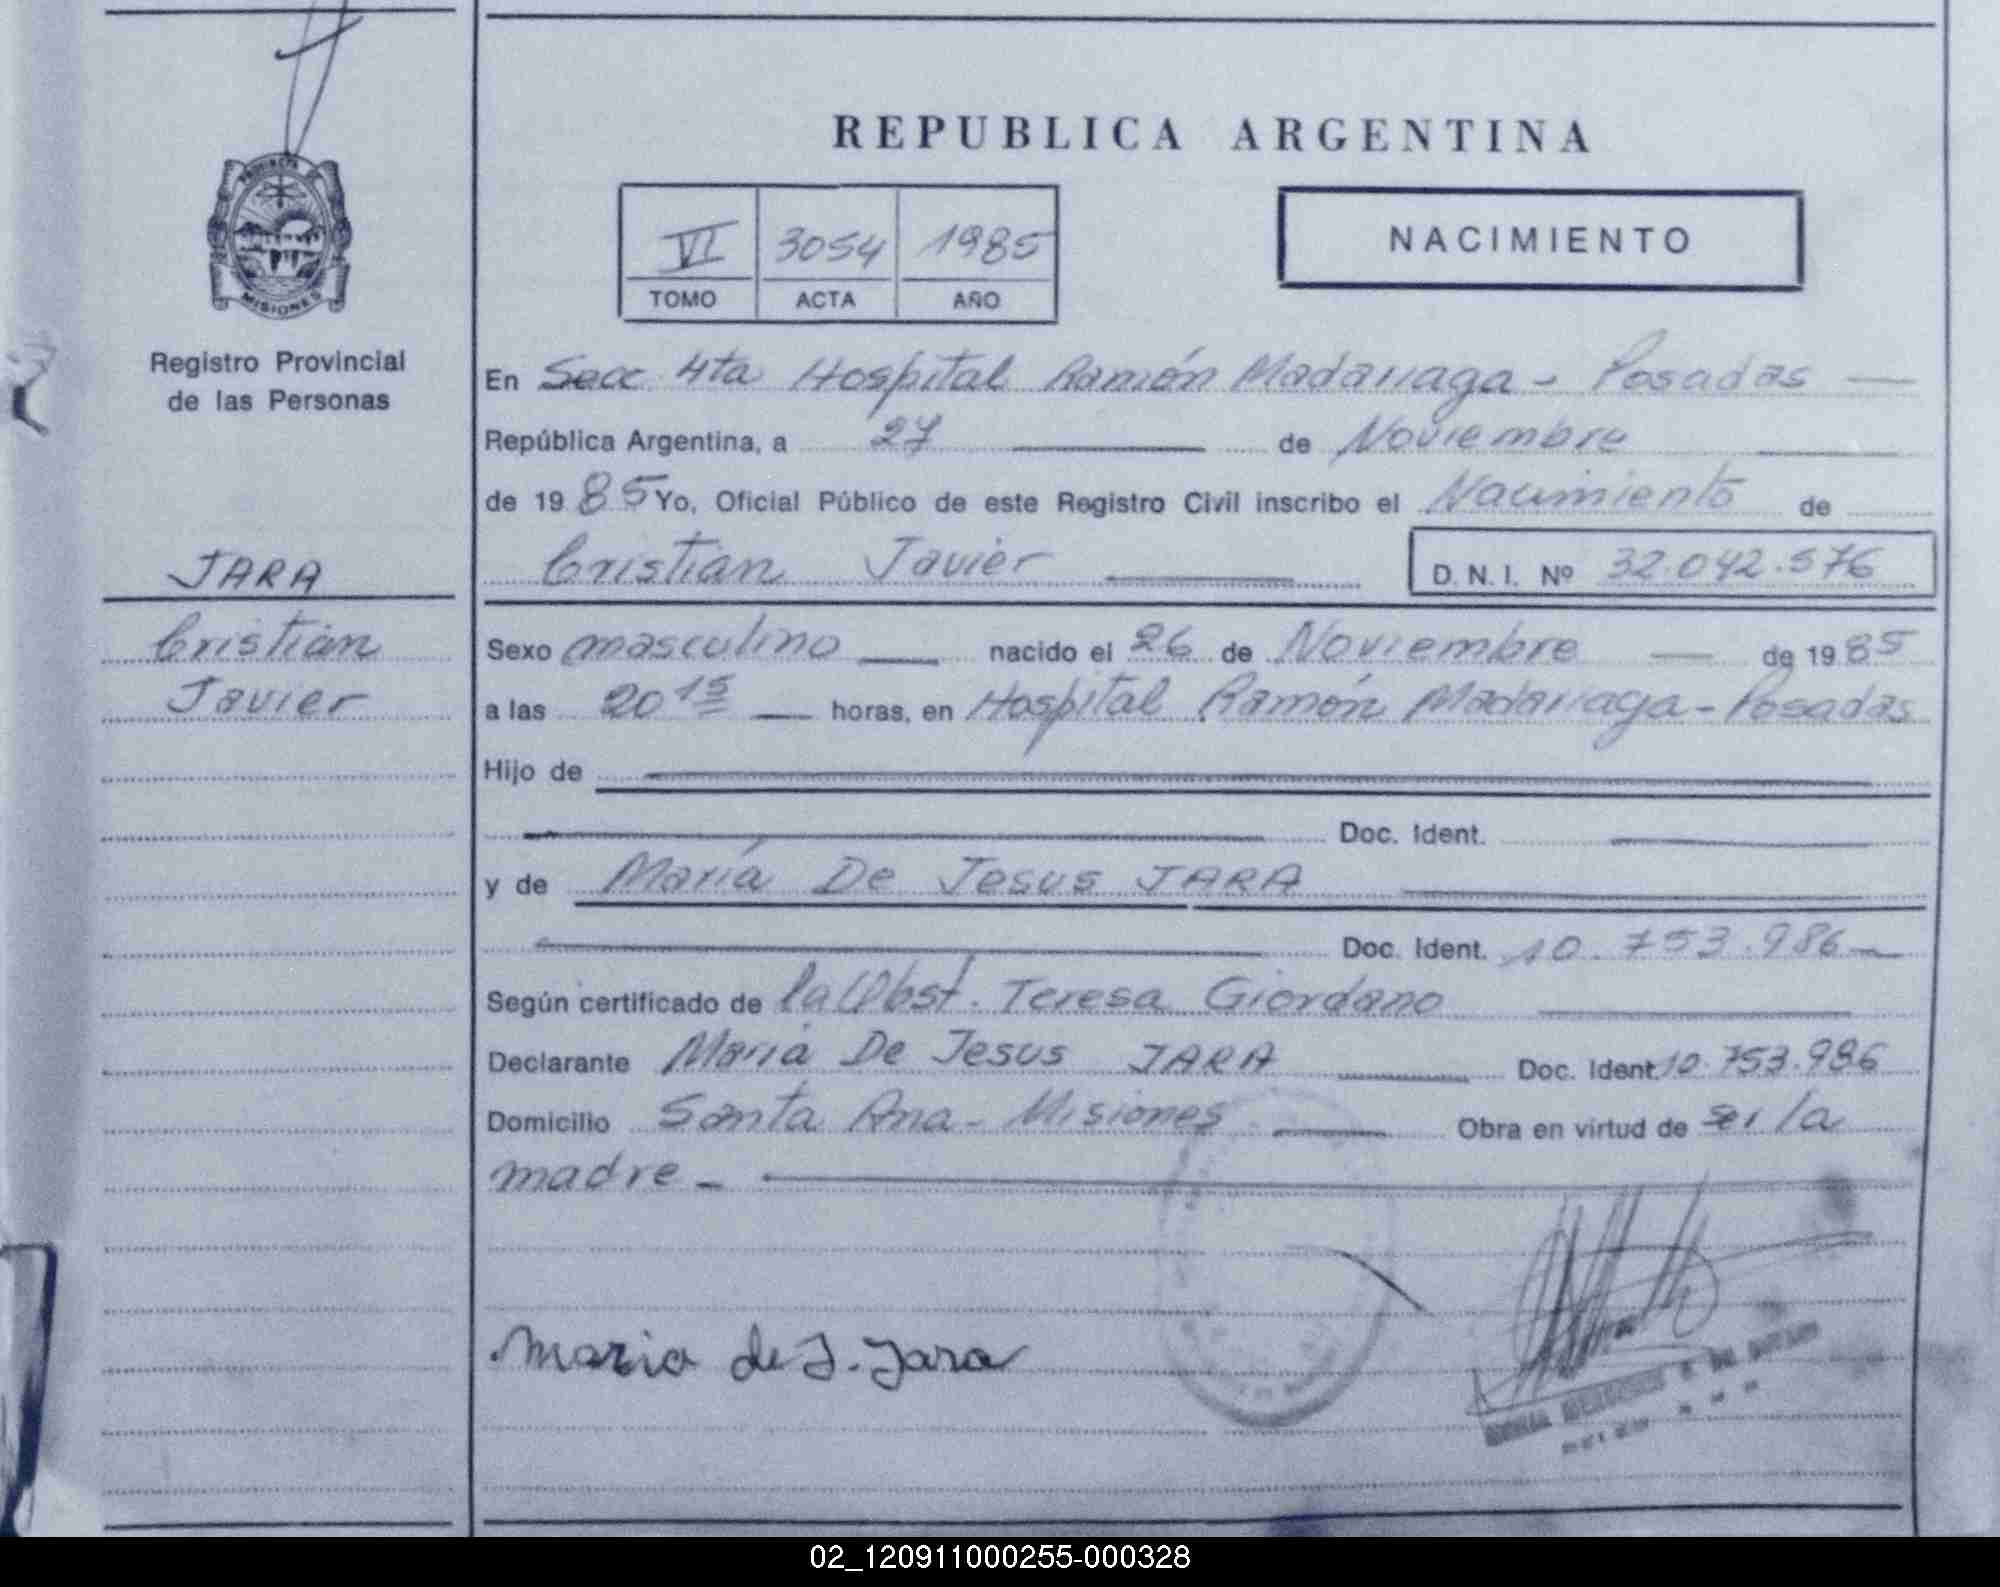 REPUBLICA ARGENTINA
PROVINCIA DE
MISIONES
Registro Provincial
de las Personas
VI 3054 1985
TOMO ACTA AÑO
NACIMIENTO
En Secc 4ta Hospital Ramón Madariaga - Posadas
República Argentina, a 27 de Noviembre
de 1985 Yo, Oficial Público de este Registro Civil inscribo el Nacimiento de
Cristian Javier D.N.I. Nº 32.042.576
JARA
Cristian
Javier
Sexo masculino nacido el 26 de Noviembre de 1985
a las 20 15 horas, en Hospital Ramón Madariaga - Posadas
Hijo de
Doc. Ident.
y de María De Jesus JARA
Doc. Ident. 10.753.986
Según certificado de la Obst. Teresa Giordano
Declarante María De Jesus JARA Doc. Ident. 10.753.986
Domicilio Santa Ana - Misiones Obra en virtud de ser la
madre
Maria de J. Jara
02_120911000255-000328